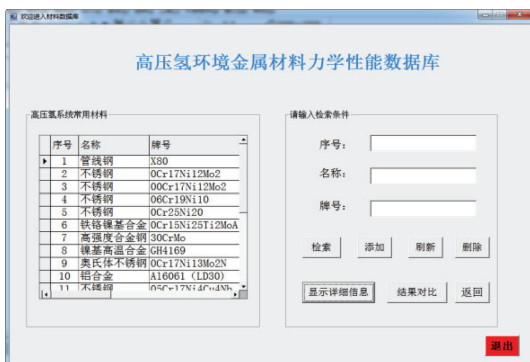 欢迎进入材料数据库
高压氢环境金属材料力学性能数据库
高压氢系统常用材料
序号 名称 牌号
1 管线钢 X80
2 不锈钢 0Cr17Ni12Mo2
3 不锈钢 00Cr17Ni12Mo2
4 不锈钢 06Cr19Ni10
5 不锈钢 0Cr25Ni20
6 铁铬镍基合金 0Cr15Ni25Ti2MoA
7 高强度合金钢 30CrMo
8 镍基高温合金 GH4169
9 奥氏体不锈钢 0Cr17Ni13Mo2N
10 铝合金 A16061 (LD30)
11 不锈钢 05Cr17Ni4Cu4Nb
请输入检索条件
序号:
名称:
牌号:
检索 添加 刷新 删除
显示详细信息 结果对比 返回
退出